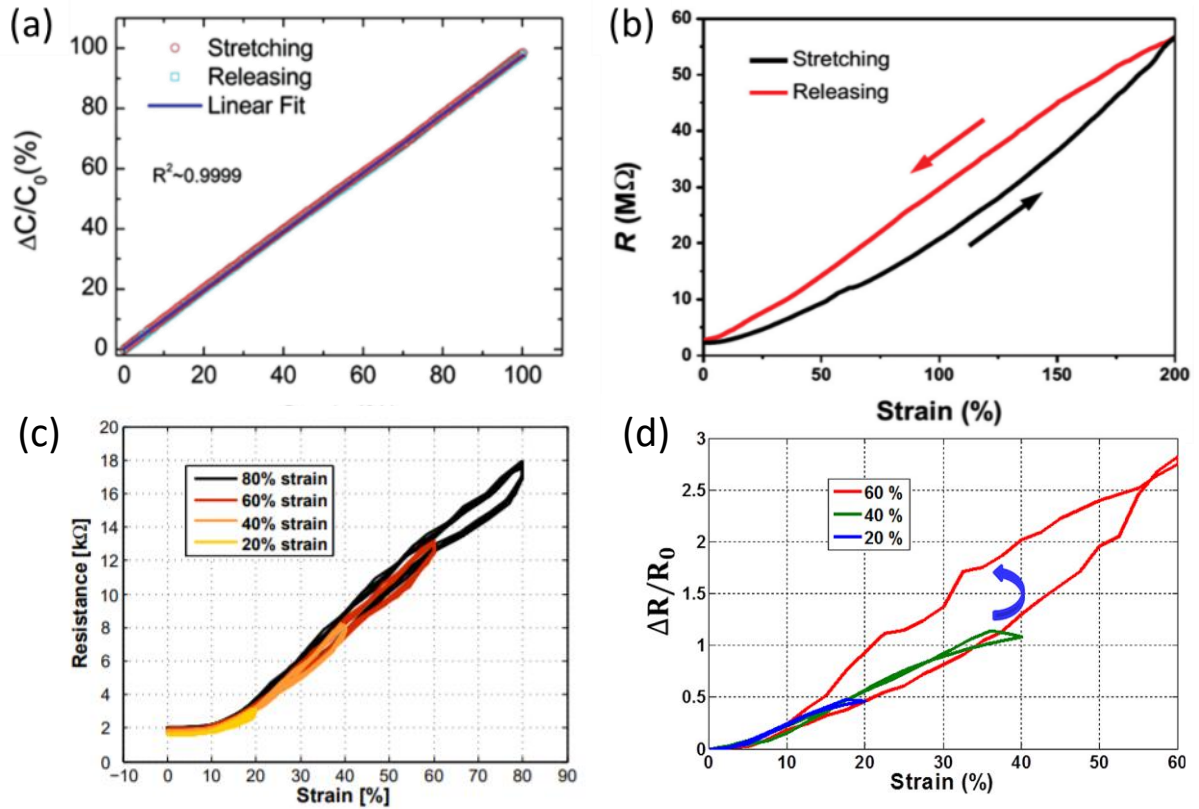 (a)
100
80
60
40
20
0
ΔC/C₀(%)
Stretching
Releasing
Linear Fit
R²~0.9999
0 20 40 60 80 100
(b)
60
50
40
30
20
10
0
R (MΩ)
Stretching
Releasing
0 50 100 150 200
Strain (%)
(c)
20
18
16
14
12
10
8
6
4
2
0
Resistance [kΩ]
80% strain
60% strain
40% strain
20% strain
−10 0 10 20 30 40 50 60 70 80 90
Strain [%]
(d)
3
2.5
2
1.5
1
0.5
0
ΔR/R₀
60 %
40 %
20 %
0 10 20 30 40 50 60
Strain (%)